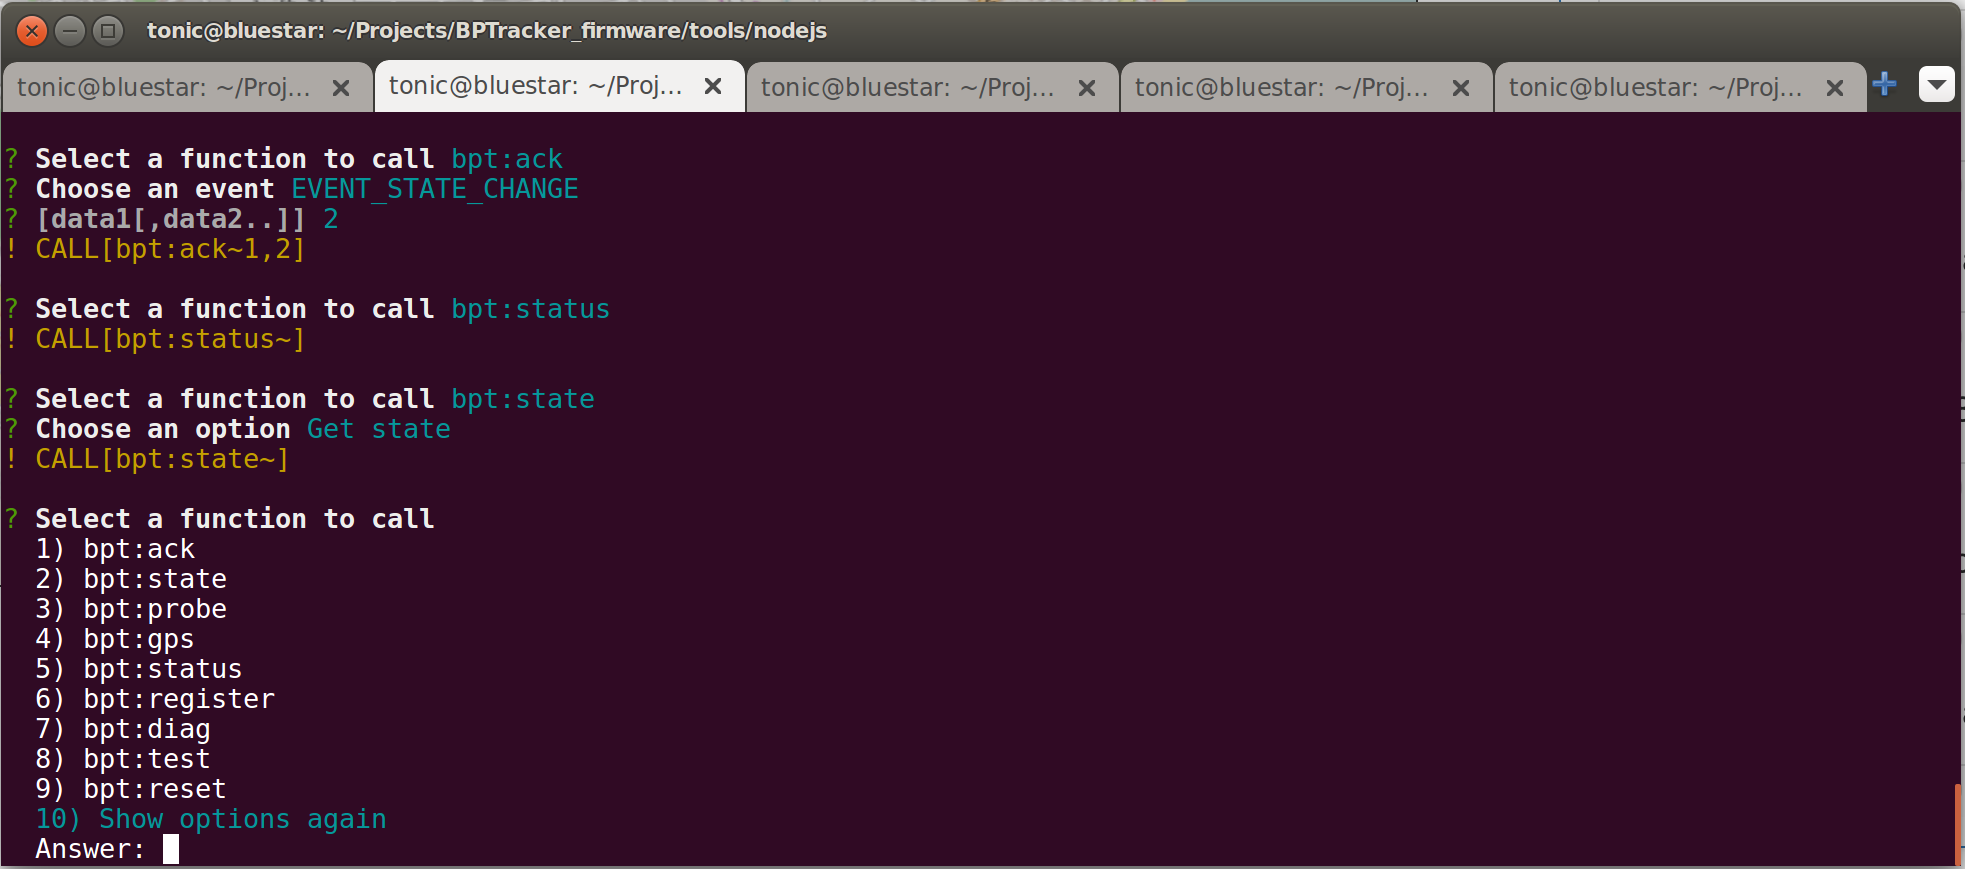 tonic@bluestar: ~/Projects/BPTracker_firmware/tools/nodejs
tonic@bluestar: ~/Proj... tonic@bluestar: ~/Proj... tonic@bluestar: ~/Proj... tonic@bluestar: ~/Proj... tonic@bluestar: ~/Proj...
? Select a function to call bpt:ack
? Choose an event EVENT_STATE_CHANGE
? [data1[,data2..]] 2
! CALL[bpt:ack~1,2]
? Select a function to call bpt:status
! CALL[bpt:status~]
? Select a function to call bpt:state
? Choose an option Get state
! CALL[bpt:state~]
? Select a function to call
1) bpt:ack
2) bpt:state
3) bpt:probe
4) bpt:gps
5) bpt:status
6) bpt:register
7) bpt:diag
8) bpt:test
9) bpt:reset
10) Show options again
Answer: